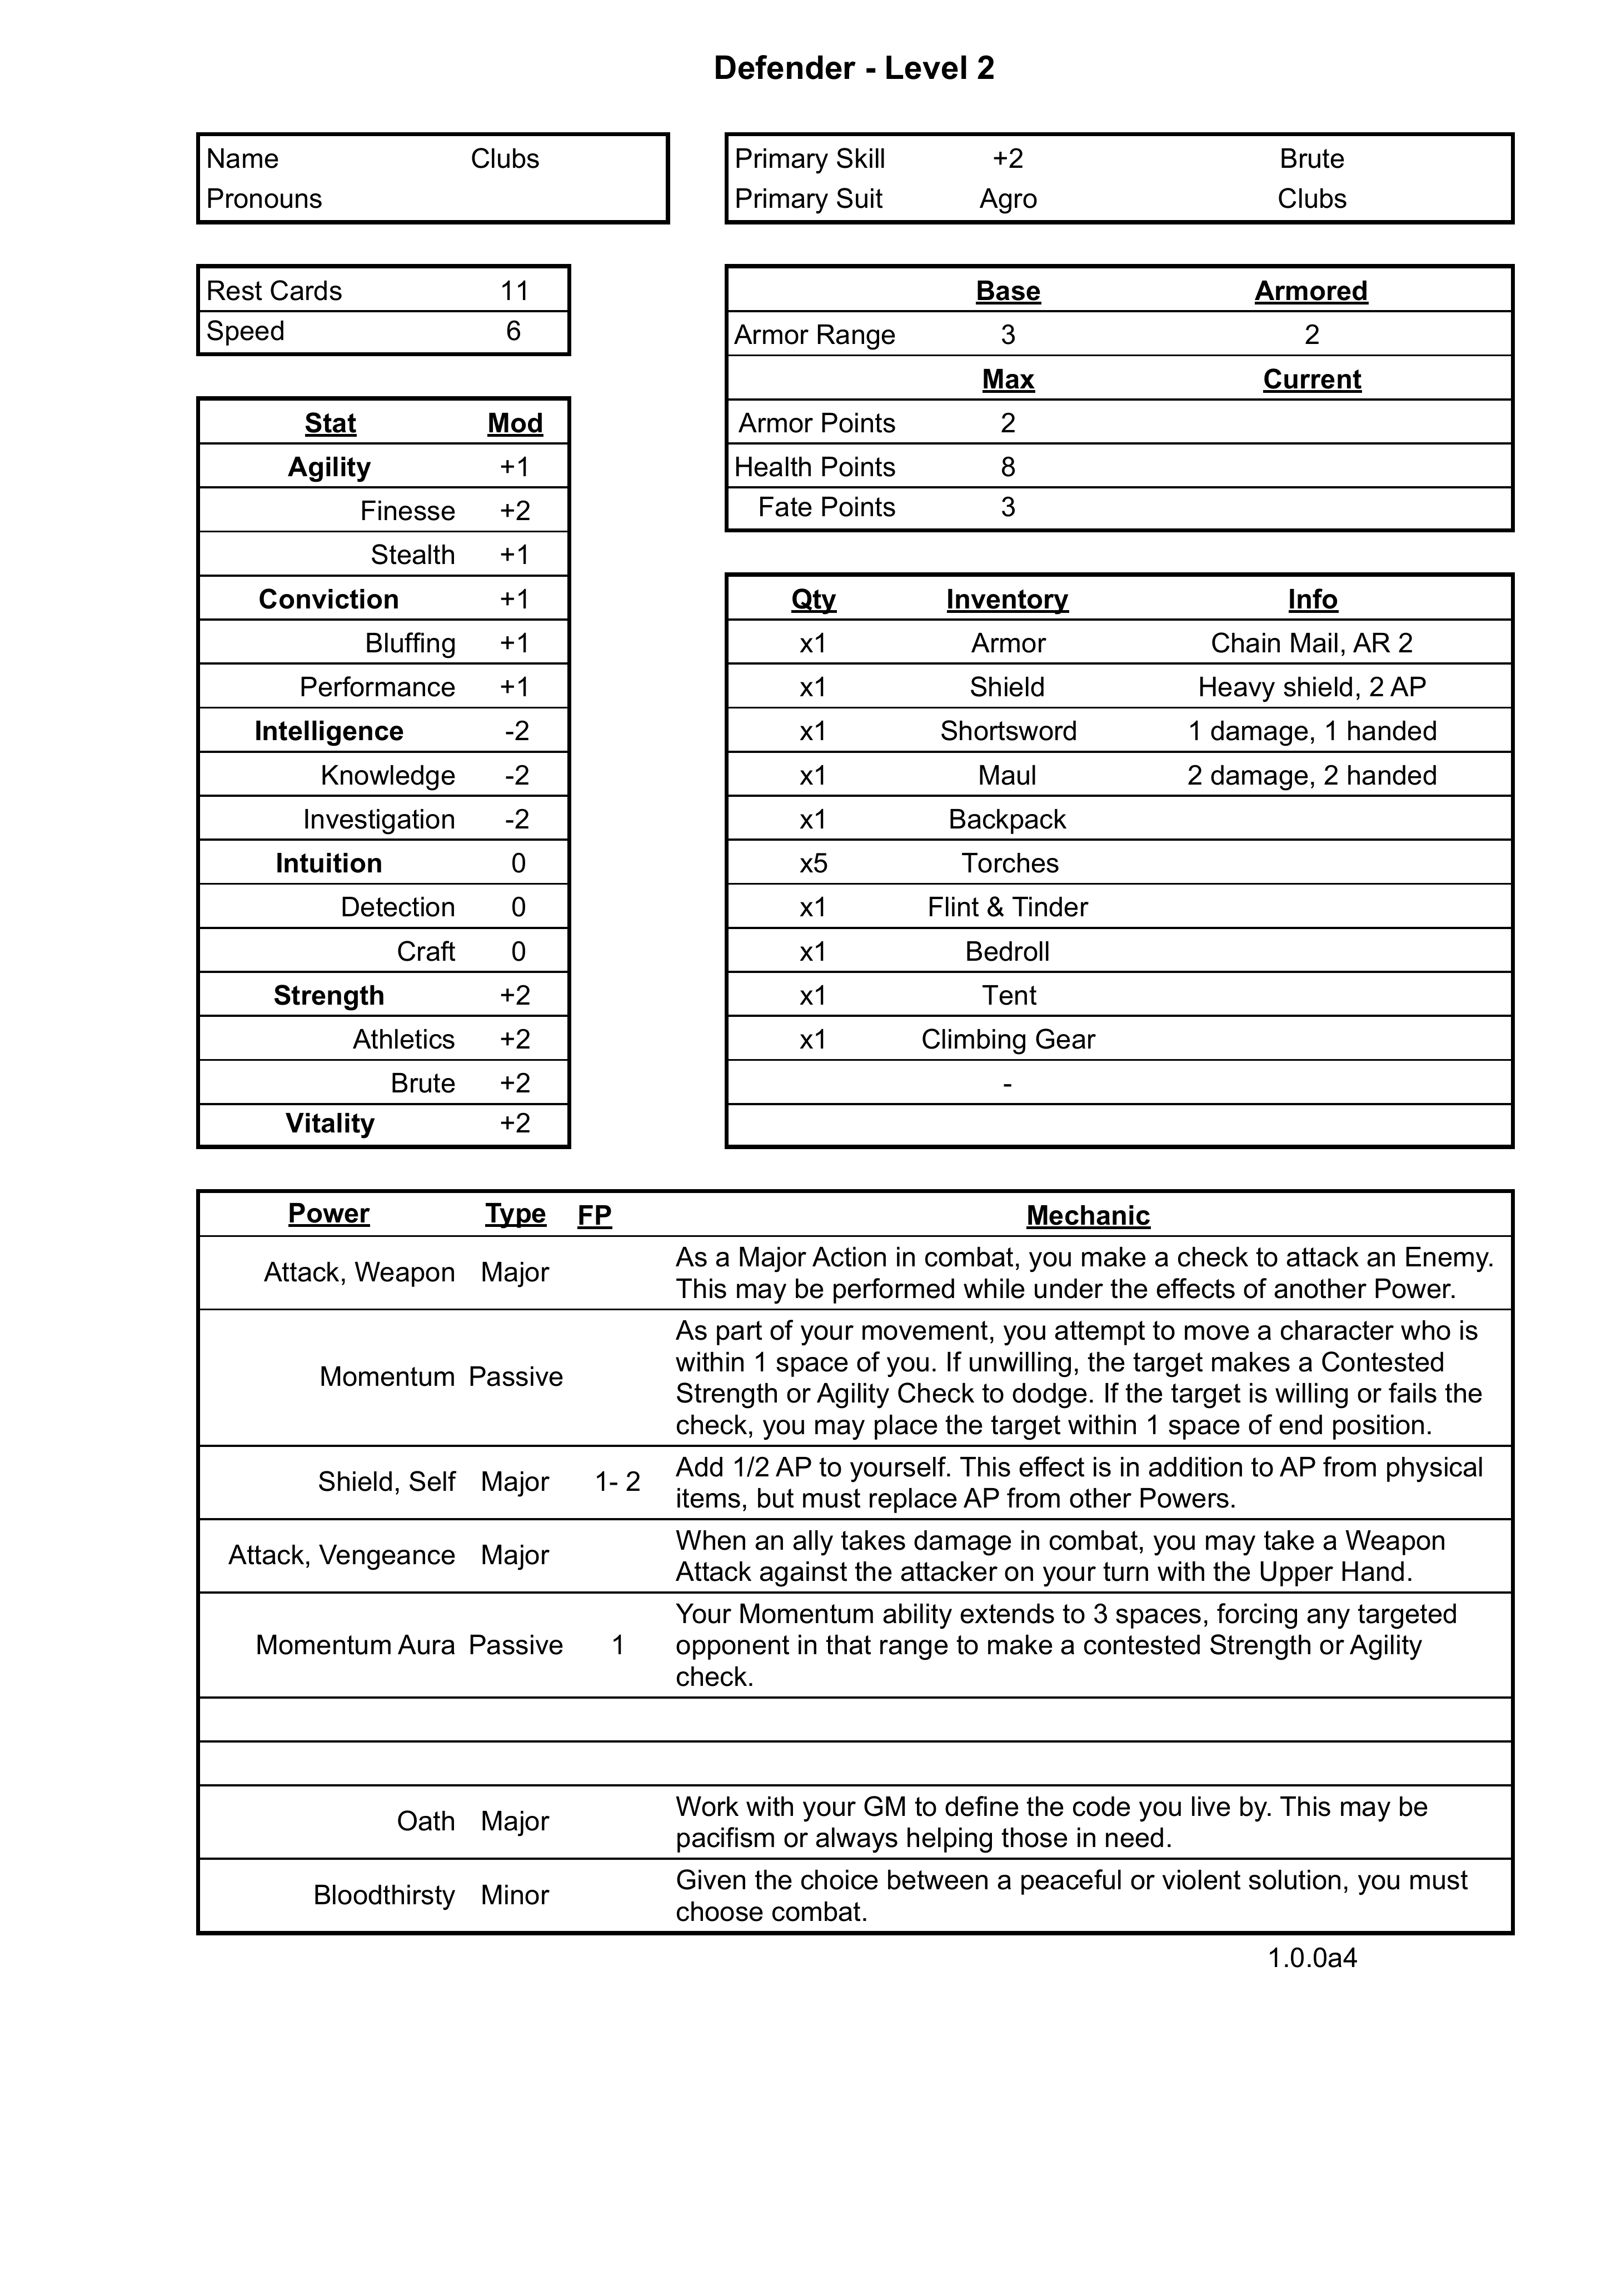 Defender - Level 2
Name Clubs
Pronouns
Primary Skill +2 Brute
Primary Suit Agro Clubs
Rest Cards 11
Speed 6
Base Armored
Armor Range 3 2
Max Current
Armor Points 2
Health Points 8
Fate Points 3
Stat Mod
Agility +1
Finesse +2
Stealth +1
Conviction +1
Bluffing +1
Performance +1
Intelligence -2
Knowledge -2
Investigation -2
Intuition 0
Detection 0
Craft 0
Strength +2
Athletics +2
Brute +2
Vitality +2
Qty Inventory Info
x1 Armor Chain Mail, AR 2
x1 Shield Heavy shield, 2 AP
x1 Shortsword 1 damage, 1 handed
x1 Maul 2 damage, 2 handed
x1 Backpack
x5 Torches
x1 Flint & Tinder
x1 Bedroll
x1 Tent
x1 Climbing Gear
-
Power Type FP Mechanic
Attack, Weapon Major As a Major Action in combat, you make a check to attack an Enemy.
This may be performed while under the effects of another Power.
As part of your movement, you attempt to move a character who is
within 1 space of you. If unwilling, the target makes a Contested
Momentum Passive
Strength or Agility Check to dodge. If the target is willing or fails the
check, you may place the target within 1 space of end position.
Shield, Self Major 1- 2 Add 1/2 AP to yourself. This effect is in addition to AP from physical
items, but must replace AP from other Powers.
Attack, Vengeance Major When an ally takes damage in combat, you may take a Weapon
Attack against the attacker on your turn with the Upper Hand.
Your Momentum ability extends to 3 spaces, forcing any targeted
Momentum Aura Passive 1 opponent in that range to make a contested Strength or Agility
check.
Oath Major Work with your GM to define the code you live by. This may be
pacifism or always helping those in need.
Bloodthirsty Minor Given the choice between a peaceful or violent solution, you must
choose combat.
1.0.0a4